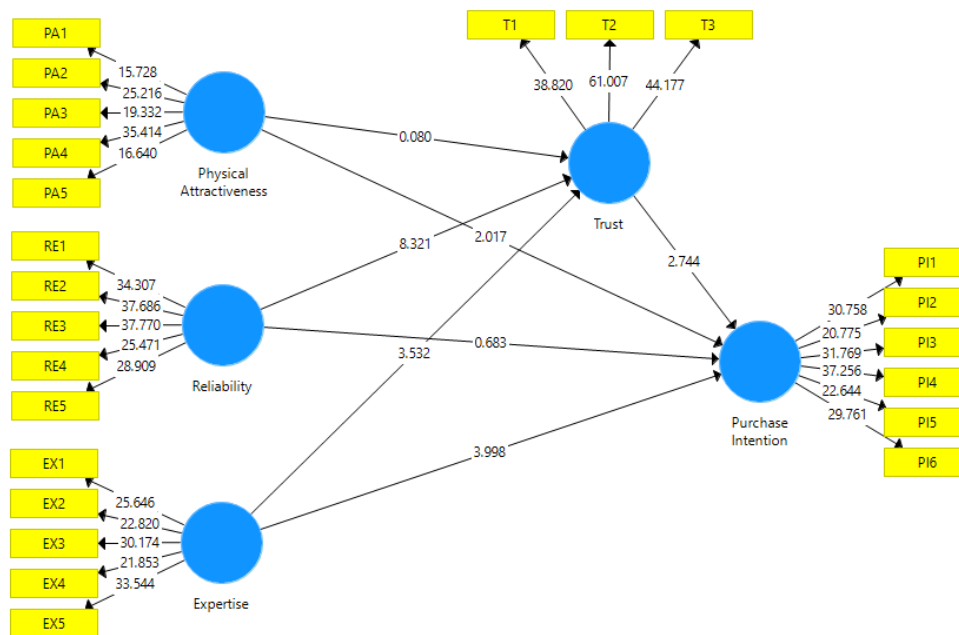 T1
T2
T3
38.820
61.007
44.177
Trust
PA1
PA2
PA3
PA4
PA5
15.728
25.216
19.332
35.414
16.640
Physical
Attractiveness
0.080
2.017
RE1
RE2
RE3
RE4
RE5
34.307
37.686
37.770
25.471
28.909
Reliability
8.321
0.683
EX1
EX2
EX3
EX4
EX5
25.646
22.820
30.174
21.853
33.544
Expertise
3.532
3.998
2.744
Purchase
Intention
30.758
20.775
31.769
37.256
22.644
29.761
PI1
PI2
PI3
PI4
PI5
PI6